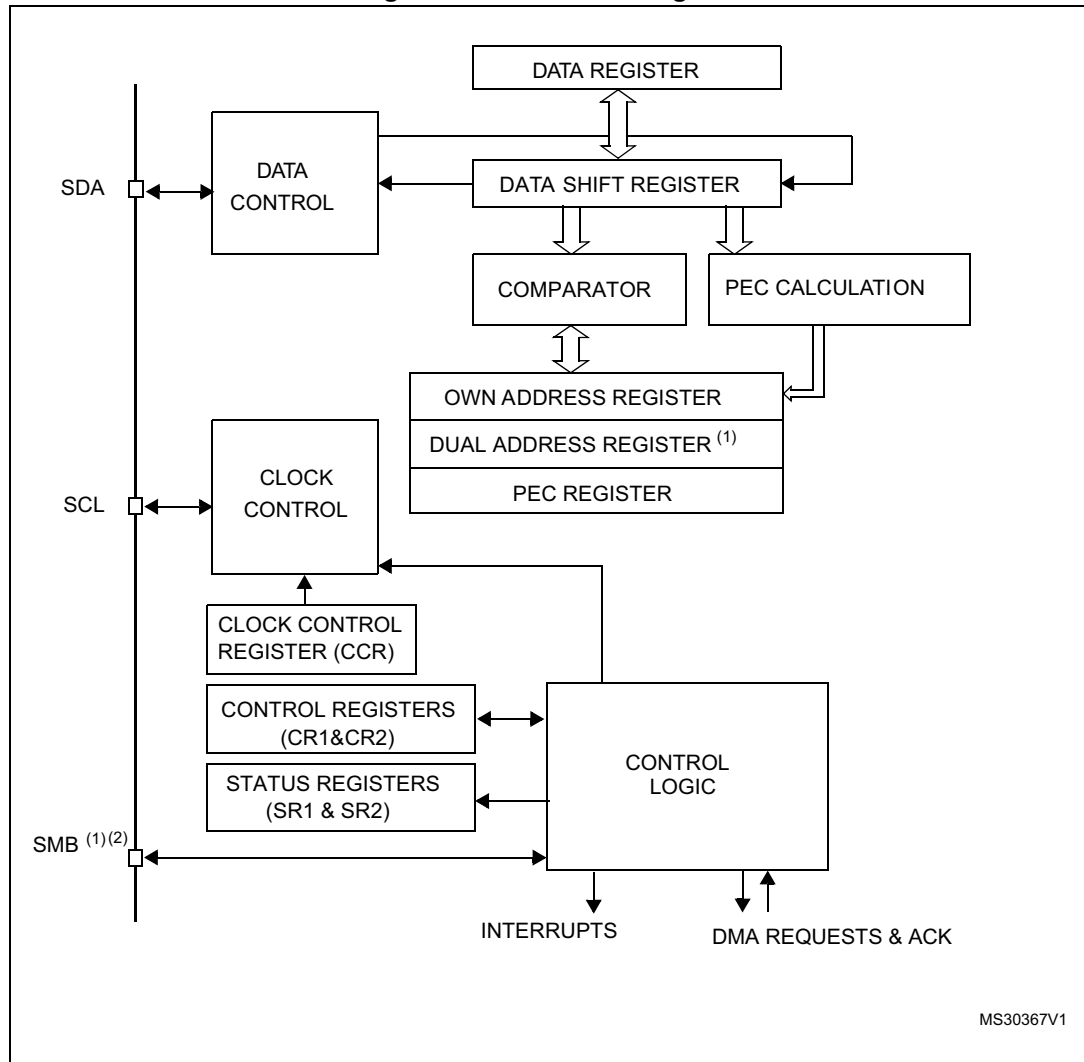 DATA REGISTER
SDA
DATA
CONTROL
DATA SHIFT REGISTER
COMPARATOR
PEC CALCULATION
OWN ADDRESS REGISTER
DUAL ADDRESS REGISTER (1)
PEC REGISTER
SCL
CLOCK
CONTROL
CLOCK CONTROL
REGISTER (CCR)
CONTROL REGISTERS
(CR1&CR2)
STATUS REGISTERS
(SR1 & SR2)
CONTROL
LOGIC
SMB (1)(2)
INTERRUPTS
DMA REQUESTS & ACK
MS30367V1